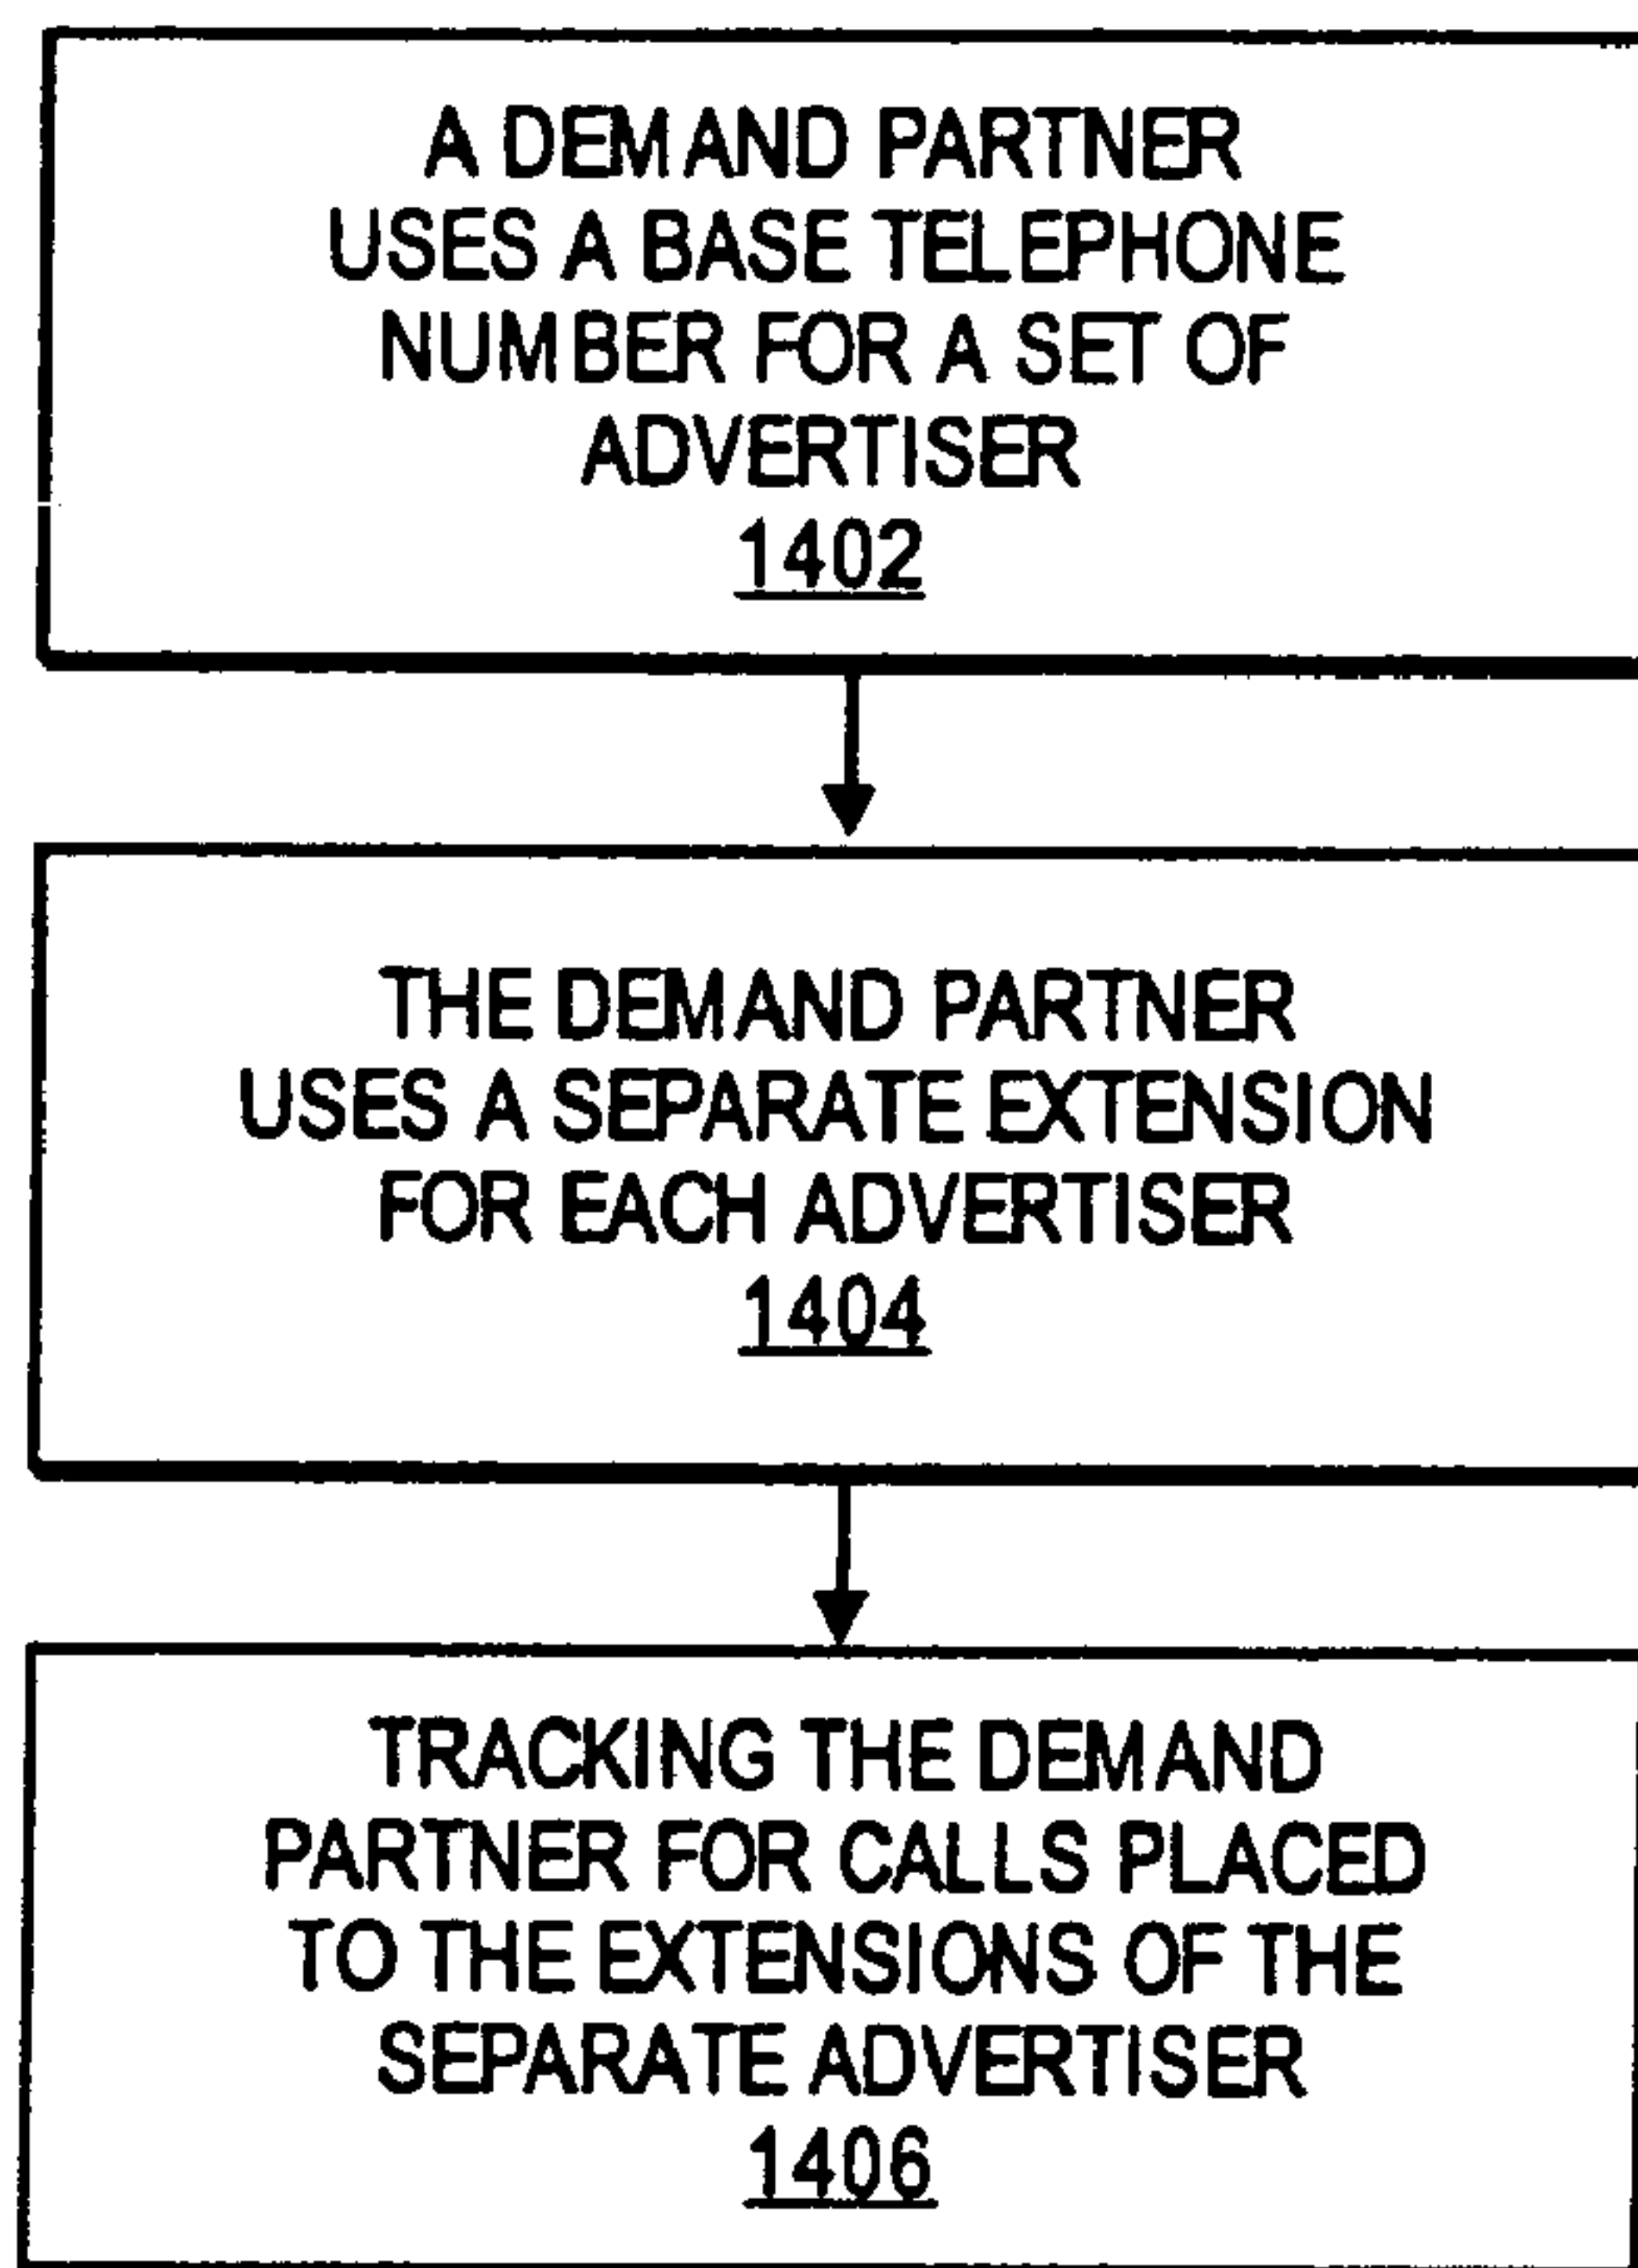 A DEMAND PARTNER
USES A BASE TELEPHONE
NUMBER FOR A SET OF
ADVERTISER
1402
THE DEMAND PARTNER
USES A SEPARATE EXTENSION
FOR EACH ADVERTISER
1404
TRACKING THE DEMAND
PARTNER FOR CALLS PLACED
TO THE EXTENSIONS OF THE
SEPARATE ADVERTISER
1406